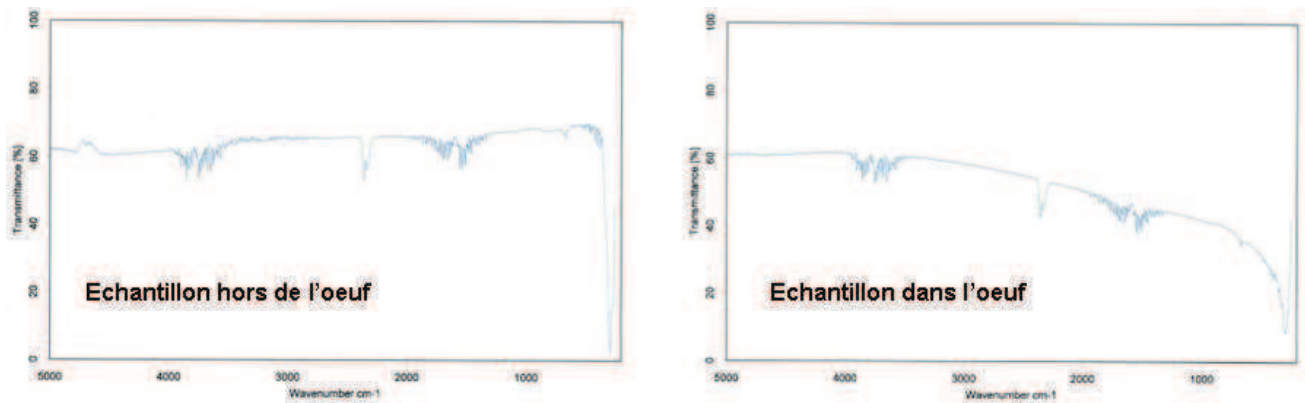 100
80
60
40
20
0
Transmittance [%]
Echantillon hors de l'oeuf
5000 4000 3000 2000 1000
Wavenumber cm-1
100
80
60
40
20
0
Transmittance [%]
Echantillon dans l'oeuf
5000 4000 3000 2000 1000
Wavenumber cm-1